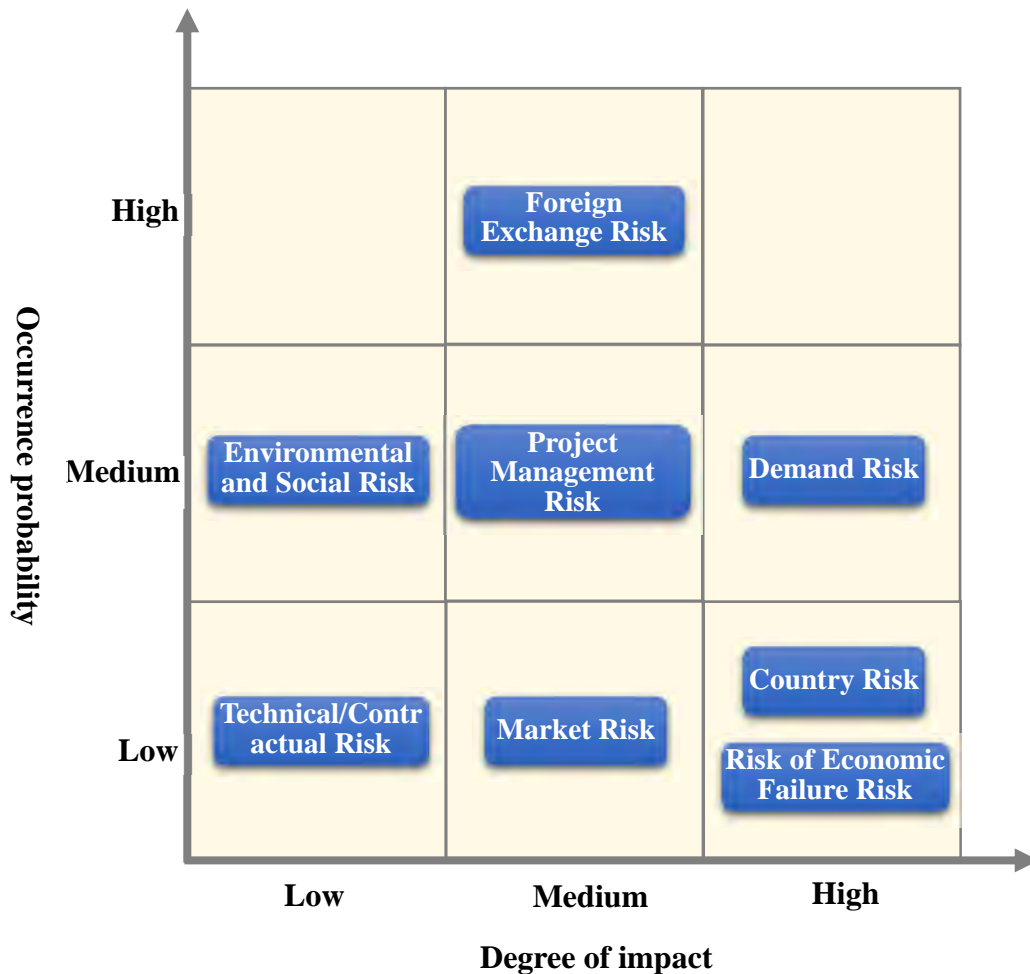 High
Foreign
Exchange Risk
Occurrence probability
Medium
Environmental
and Social Risk
Project
Management
Risk
Demand Risk
Low
Technical/Contr
actual Risk
Market Risk
Country Risk
Risk of Economic
Failure Risk
Low
Medium
High
Degree of impact